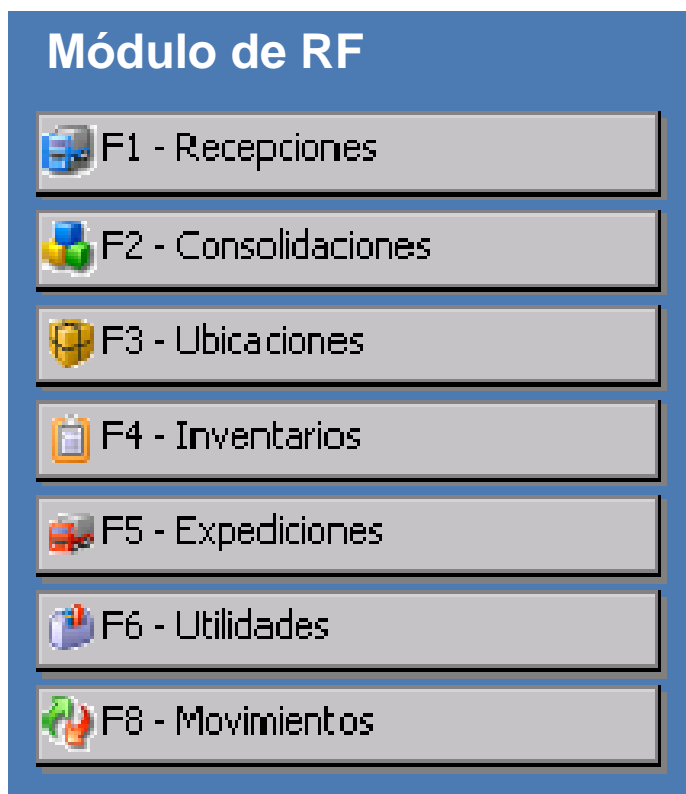 Módulo de RF
F1 - Recepciones
F2 - Consolidaciones
F3 - Ubicaciones
F4 - Inventarios
F5 - Expediciones
F6 - Utilidades
F8 - Movimientos